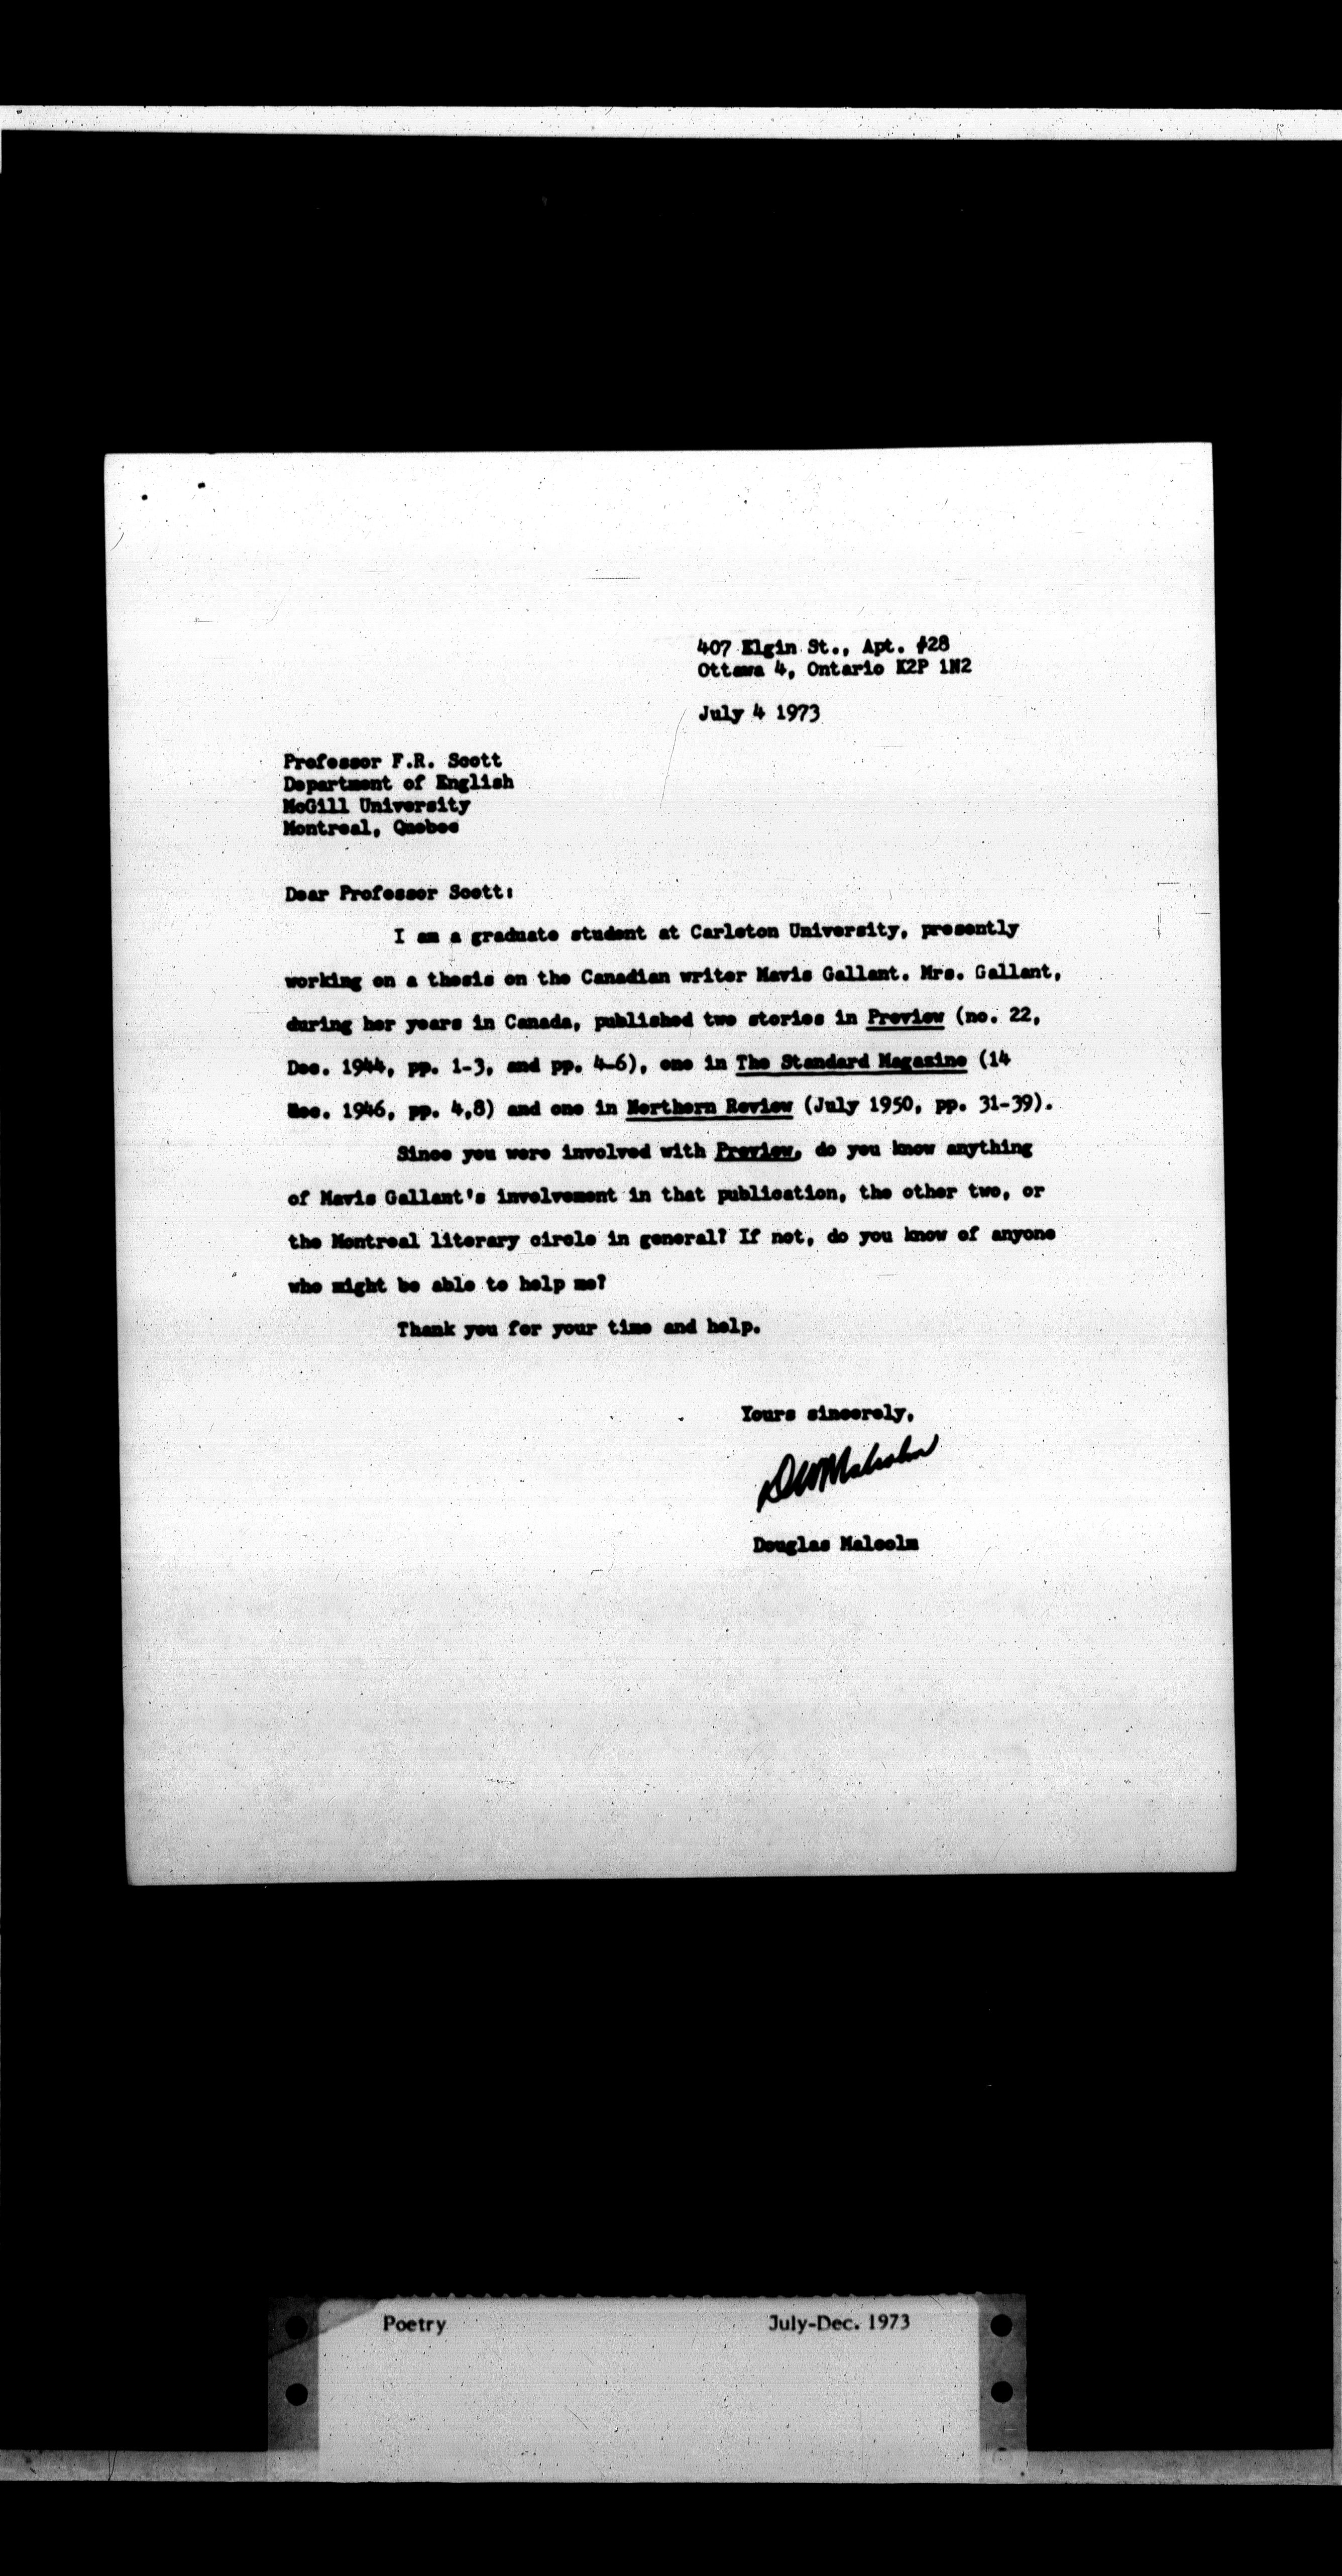 407 Elgin St., Apt. #28
Ottawa 4, Ontario K2P 1N2
July 4 1973
Professor F.R. Scott
Department of English
McGill University
Montreal, Quebec
Dear Professor Scott:
I am a graduate student at Carleton University, presently
working on a thesis on the Canadian writer Mavis Gallant. Mrs. Gallant,
during her years in Canada, published two stories in Preview (no. 22,
Dec. 1944, pp. 1-3, and pp. 4-6), one in The Standard Magazine (14
Dec. 1946, pp. 4,8) and one in Northern Review (July 1950, pp. 31-39).
Since you were involved with Preview, do you know anything
of Mavis Gallant's involvement in that publication, the other two, or
the Montreal literary circle in general? If not, do you know of anyone
who might be able to help me?
Thank you for your time and help.
Yours sincerely,
DW Malcolm
Douglas Malcolm
Poetry July-Dec. 1973